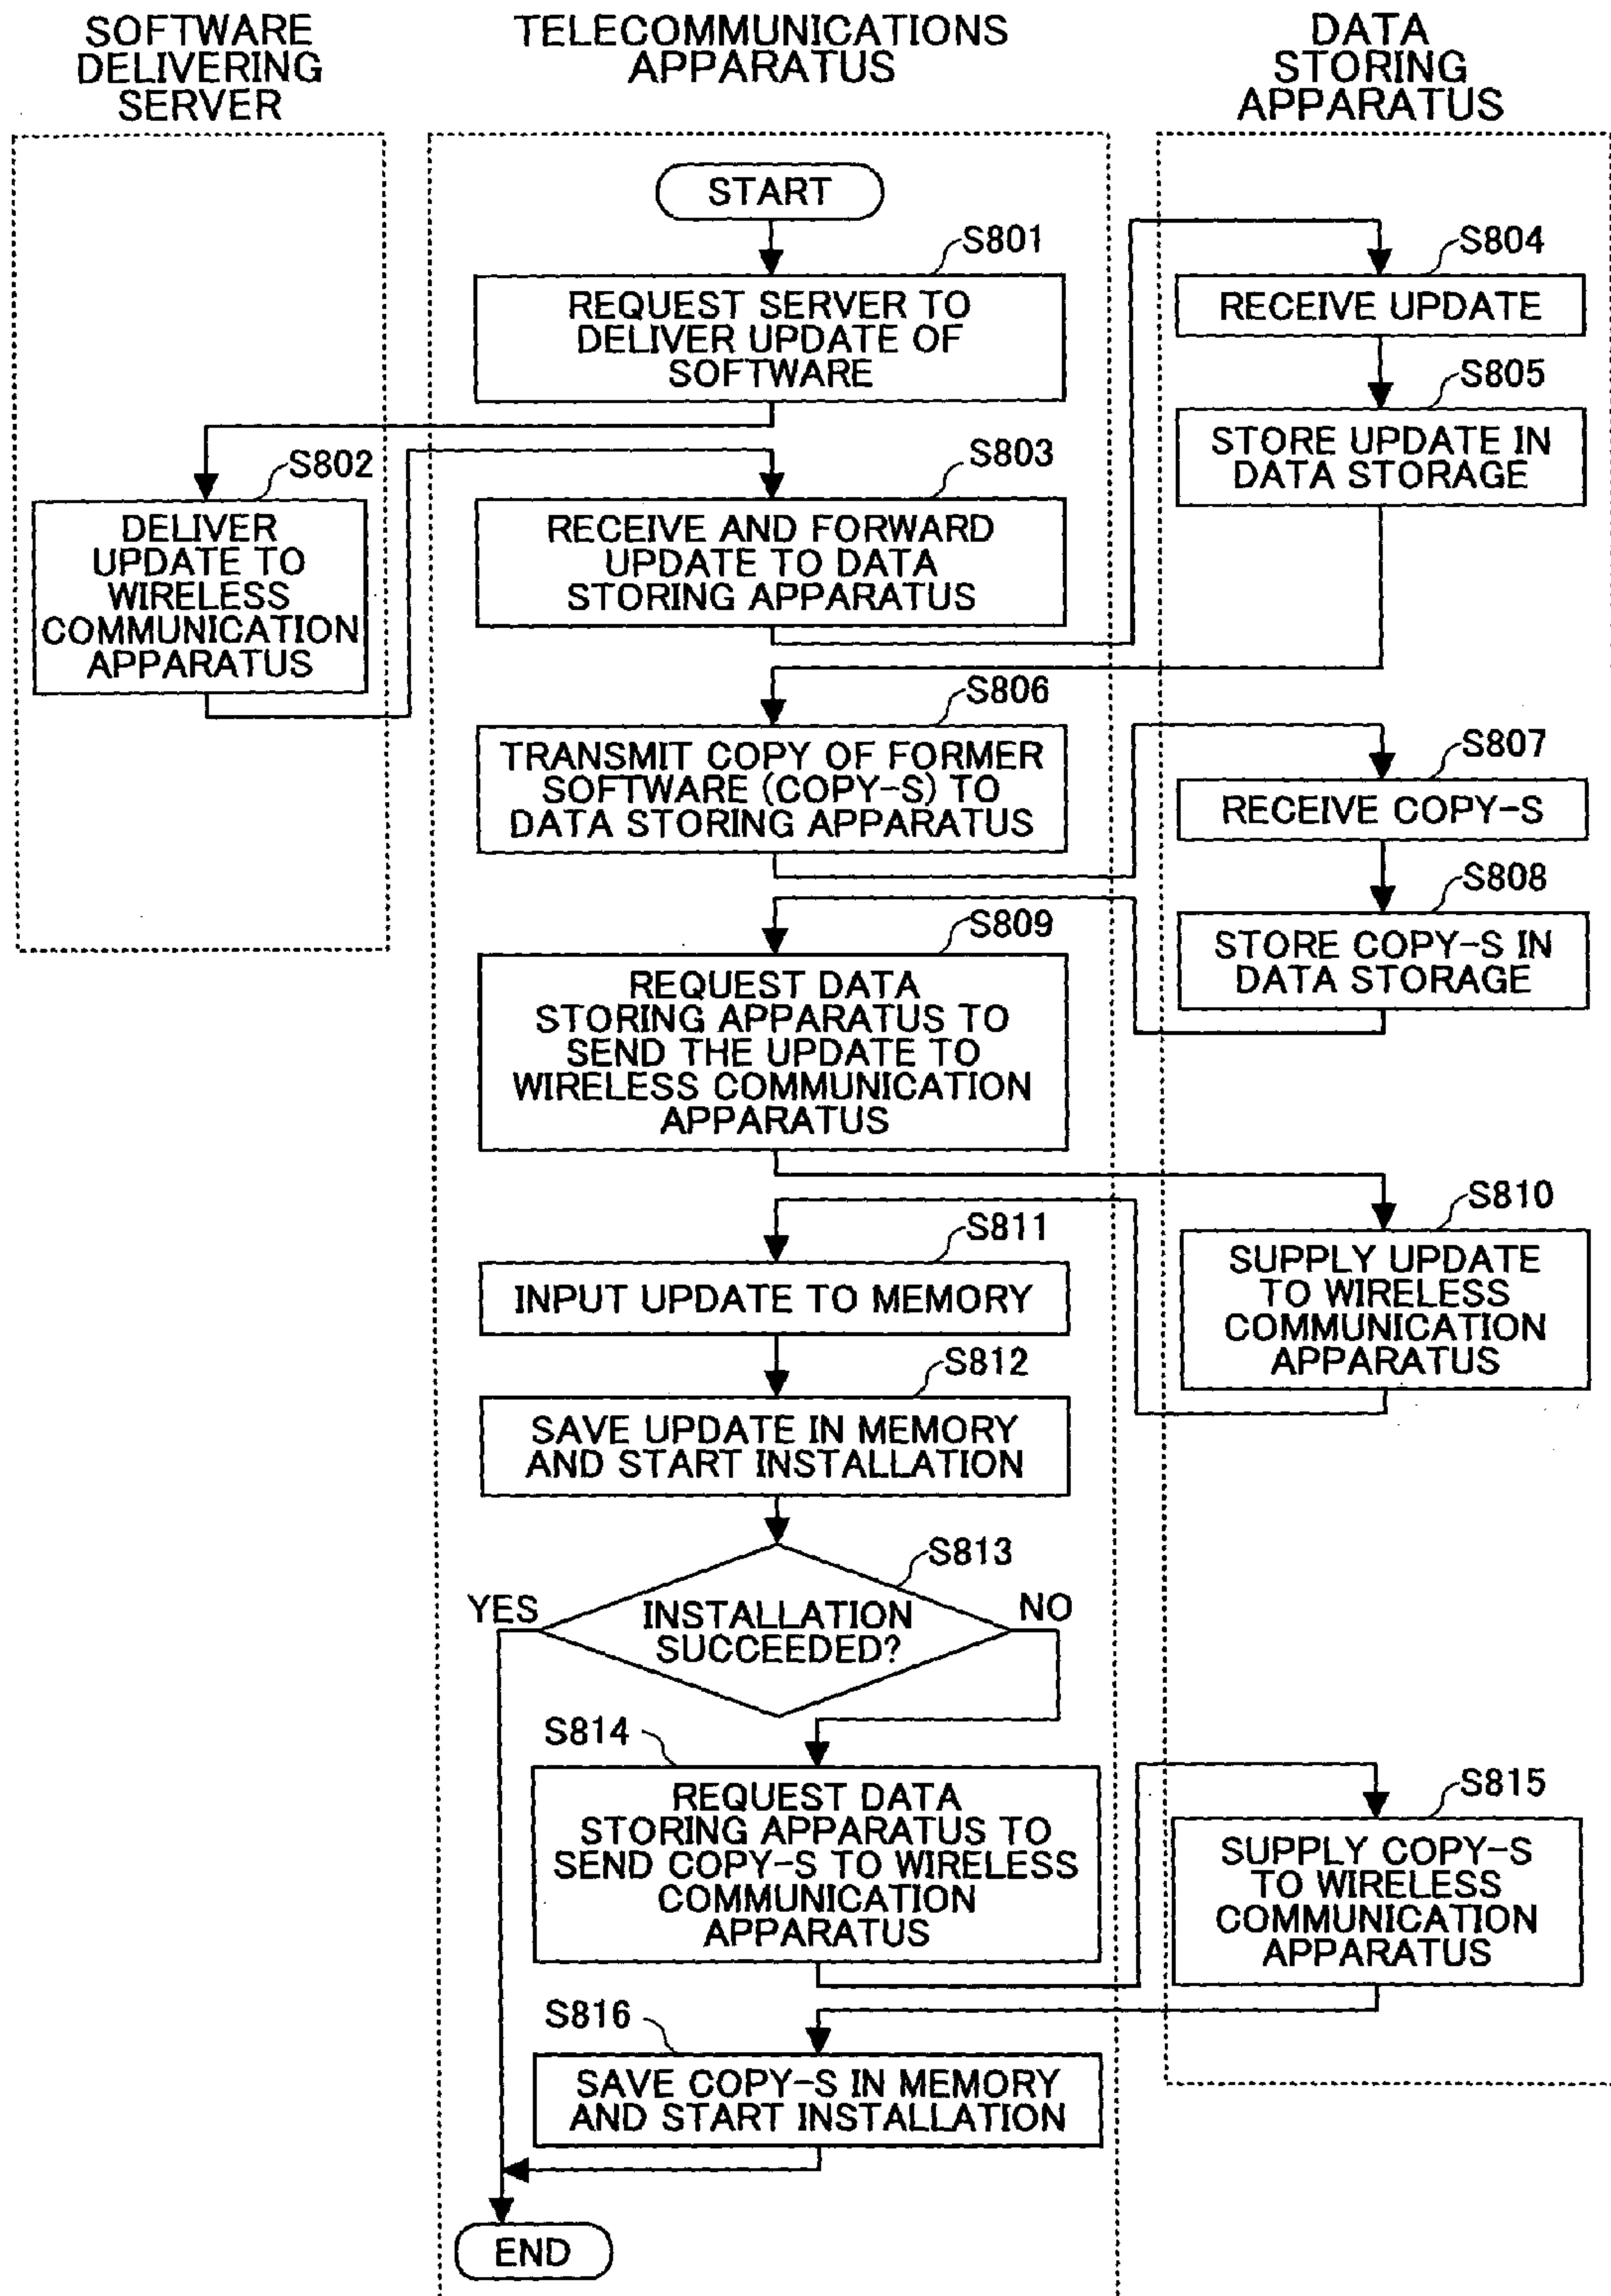 SOFTWARE
DELIVERING
SERVER
TELECOMMUNICATIONS
APPARATUS
DATA
STORING
APPARATUS
START
S801
REQUEST SERVER TO
DELIVER UPDATE OF
SOFTWARE
S802
DELIVER
UPDATE TO
WIRELESS
COMMUNICATION
APPARATUS
S803
RECEIVE AND FORWARD
UPDATE TO DATA
STORING APPARATUS
S804
RECEIVE UPDATE
S805
STORE UPDATE IN
DATA STORAGE
S806
TRANSMIT COPY OF FORMER
SOFTWARE (COPY-S) TO
DATA STORING APPARATUS
S807
RECEIVE COPY-S
S808
STORE COPY-S IN
DATA STORAGE
S809
REQUEST DATA
STORING APPARATUS TO
SEND THE UPDATE TO
WIRELESS COMMUNICATION
APPARATUS
S810
SUPPLY UPDATE
TO WIRELESS
COMMUNICATION
APPARATUS
S811
INPUT UPDATE TO MEMORY
S812
SAVE UPDATE IN MEMORY
AND START INSTALLATION
S813
YES
INSTALLATION
SUCCEEDED?
NO
S814
REQUEST DATA
STORING APPARATUS TO
SEND COPY-S TO WIRELESS
COMMUNICATION
APPARATUS
S815
SUPPLY COPY-S
TO WIRELESS
COMMUNICATION
APPARATUS
S816
SAVE COPY-S IN MEMORY
AND START INSTALLATION
END